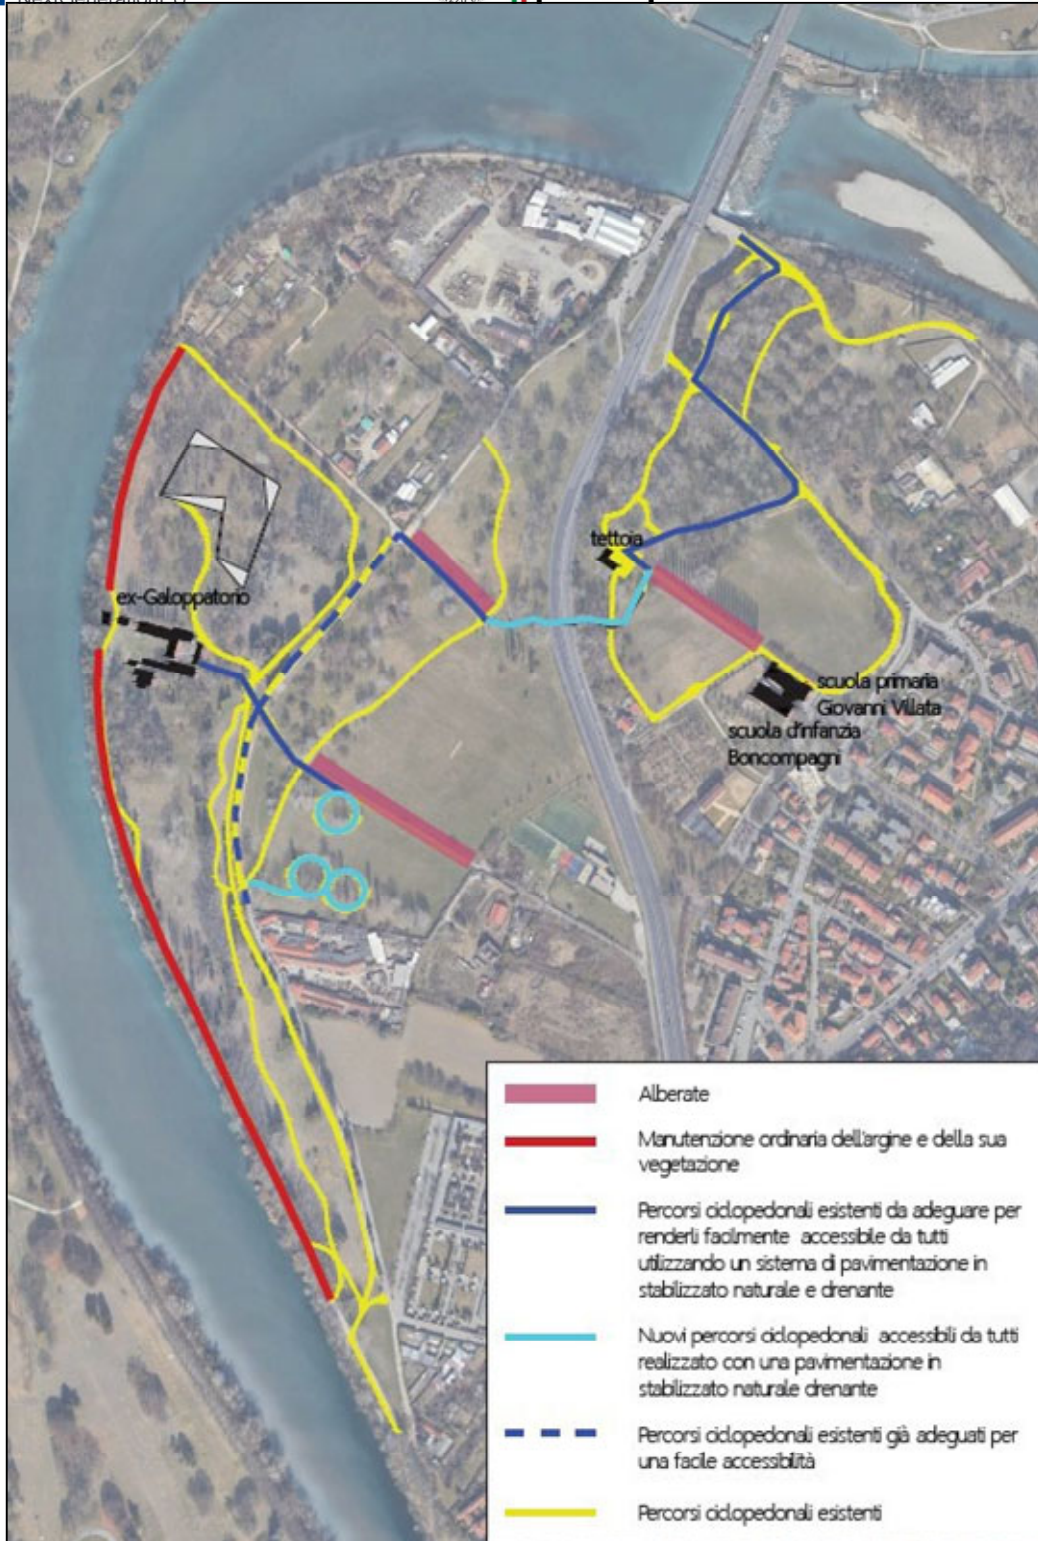 NextGenerationEU
ex-Galoppatorio
tettoia
scuola primaria
Giovanni Villata
scuola d'infanzia
Boncompagni
Alberate
Manutenzione ordinaria dell'argine e della sua
vegetazione
Percorsi ciclopedonali esistenti da adeguare per
renderli facilmente accessibile da tutti
utilizzando un sistema di pavimentazione in
stabilizzato naturale e drenante
Nuovi percorsi ciclopedonali accessibili da tutti
realizzato con una pavimentazione in
stabilizzato naturale drenante
Percorsi ciclopedonali esistenti già adeguati per
una facile accessibilità
Percorsi ciclopedonali esistenti